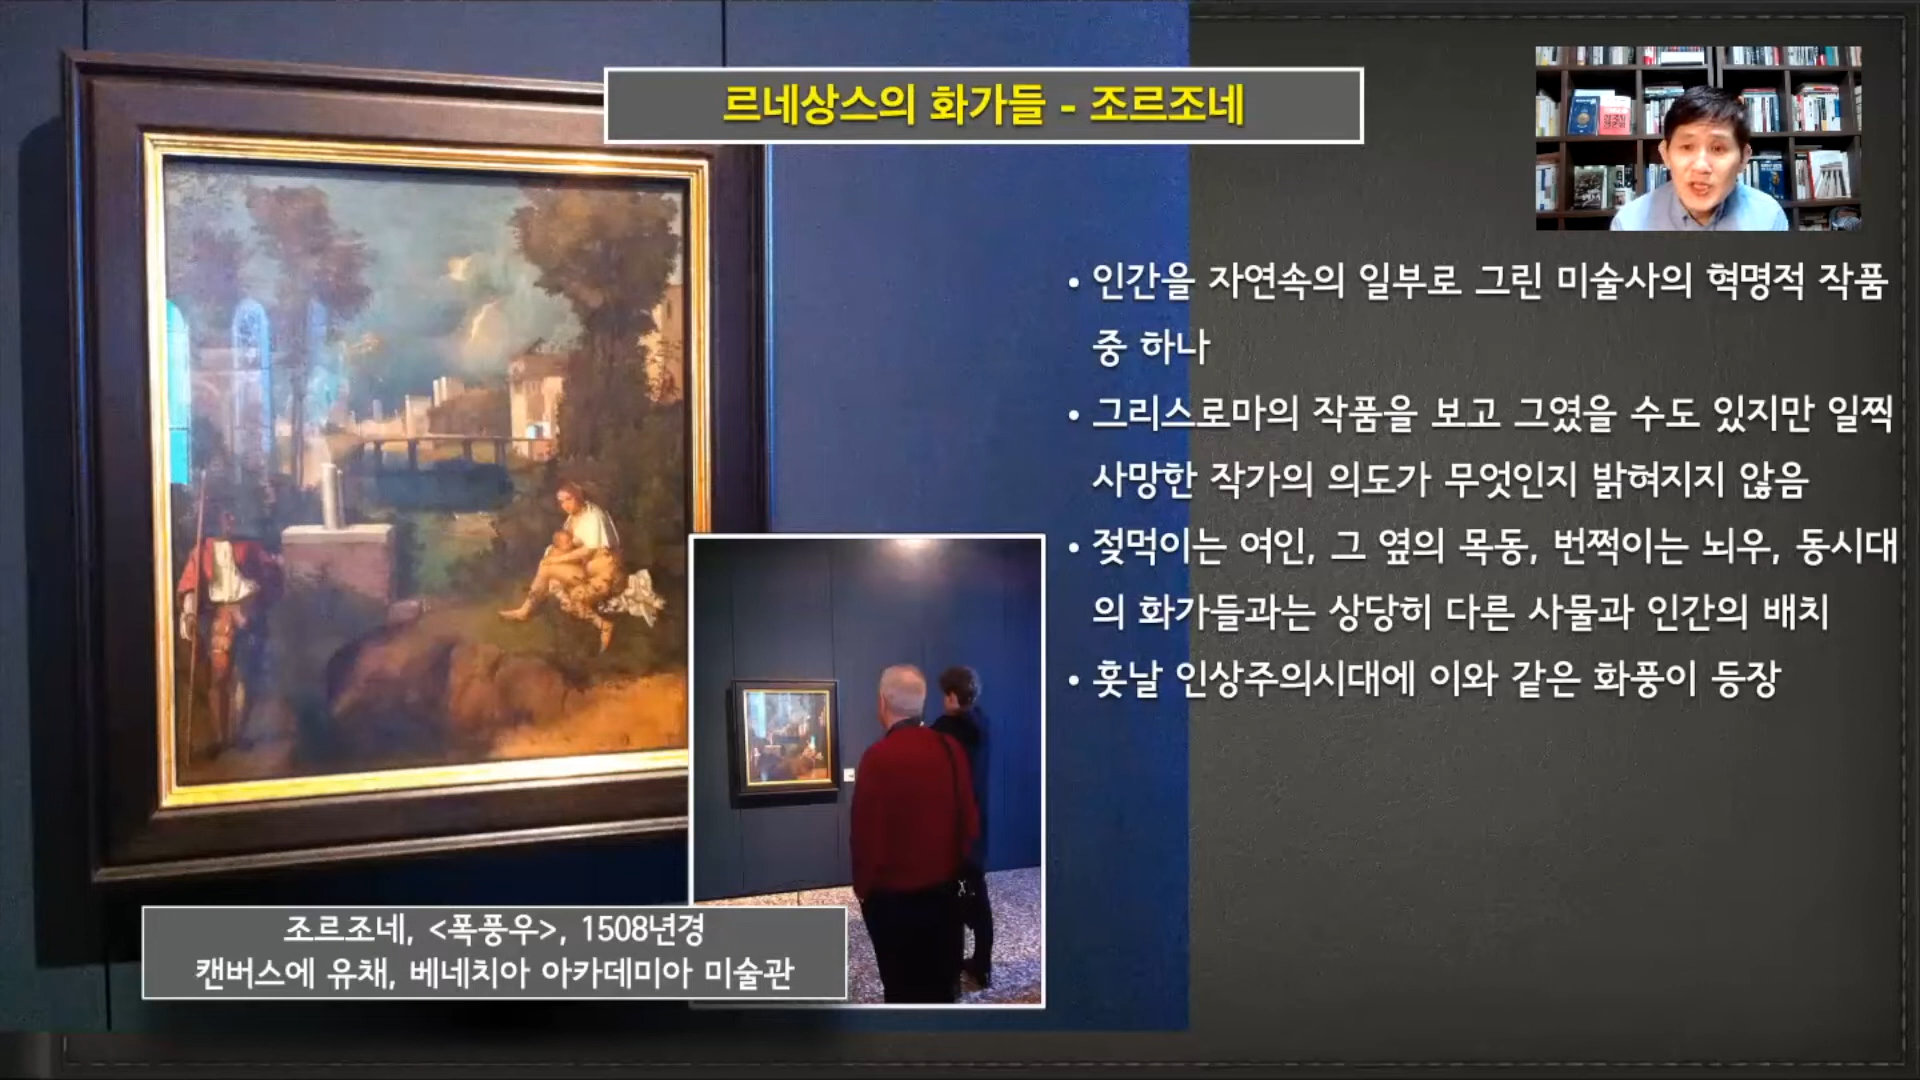 르네상스의 화가들 - 조르조네
• 인간을 자연속의 일부로 그린 미술사의 혁명적 작품
중 하나
• 그리스로마의 작품을 보고 그렸을 수도 있지만 일찍
사망한 작가의 의도가 무엇인지 밝혀지지 않음
• 젖먹이는 여인, 그 옆의 목동, 번쩍이는 뇌우, 동시대
의 화가들과는 상당히 다른 사물과 인간의 배치
• 훗날 인상주의시대에 이와 같은 화풍이 등장
조르조네, <폭풍우>, 1508년경
캔버스에 유채, 베네치아 아카데미아 미술관